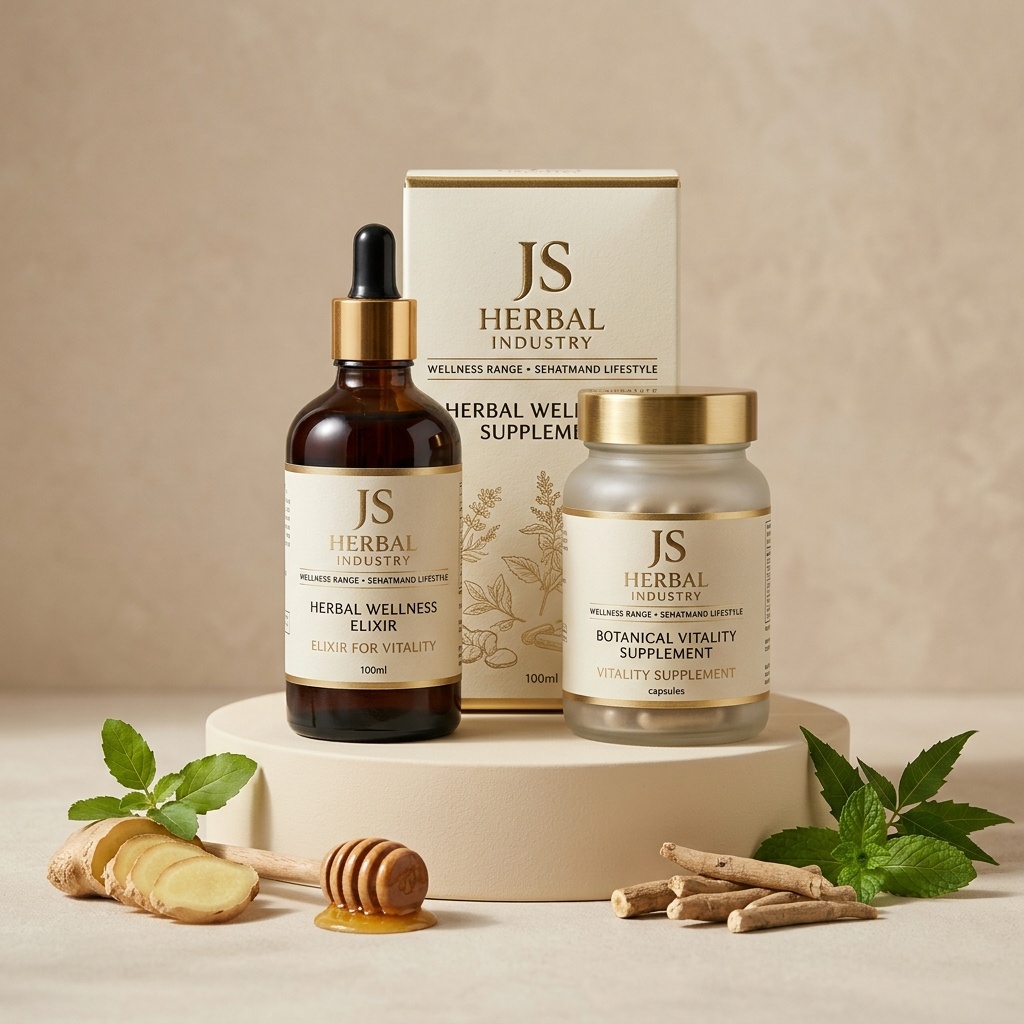 JS
HERBAL
INDUSTRY
WELLNESS RANGE • SEHATMAND LIFESTYLE
HERBAL
100ml
JS
HERBAL
INDUSTRY
WELLNESS RANGE • SEHATMAND LIFESTYLE
HERBAL WELLNESS
ELIXIR
ELIXIR FOR VITALITY
100ml
JS
HERBAL
INDUSTRY
WELLNESS RANGE • SEHATMAND LIFESTYLE
BOTANICAL VITALITY
SUPPLEMENT
VITALITY SUPPLEMENT
capsules